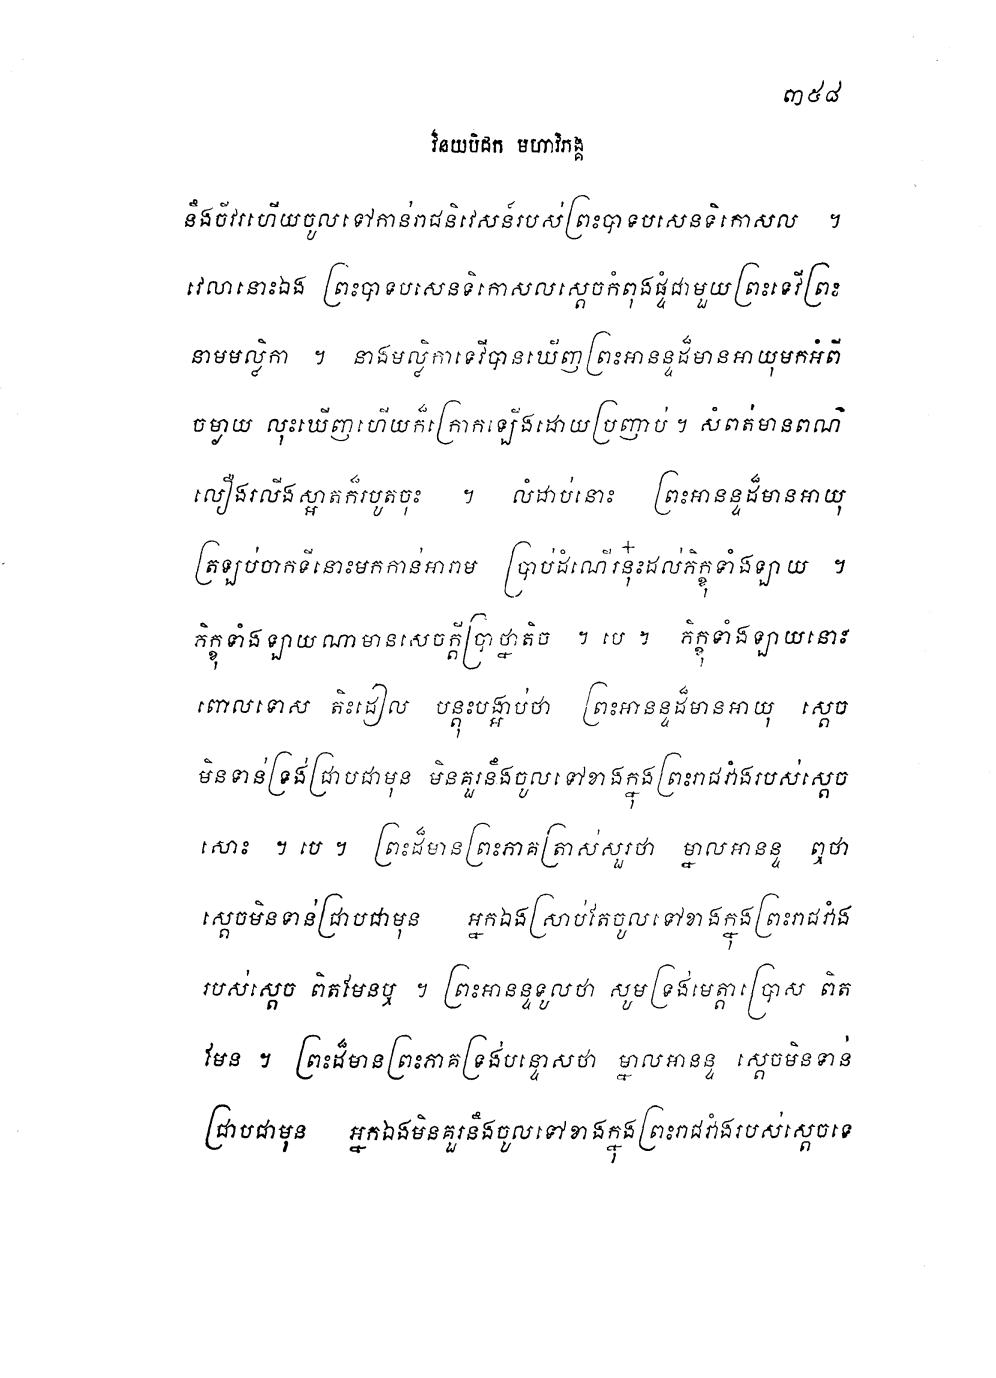 ៣៥៨
វិនយបិដក មហាវិភង្គ
នឹងចីវរហើយចូលទៅកាន់រាជនិវេសន៍របស់ព្រះបាទបសេនទិកោសល ។
វេលានោះឯង ព្រះបាទបសេនទិកោសលស្តេចកំពុងផ្ទំជាមួយព្រះទេវីព្រះ
នាមមល្លិកា ។ នាងមល្លិកាទេវីបានឃើញព្រះអានន្ទដ៏មានអាយុមកអំពី
ចម្ងាយ លុះឃើញហើយក៏ក្រោកឡើងដោយប្រញាប់ ។ សំពត់មានពណ៌
លឿងរលីងស្អាតក៏របូតចុះ ។ លំដាប់នោះ ព្រះអានន្ទដ៏មានអាយុ
ត្រឡប់ចាកទីនោះមកកាន់អារាម ប្រាប់ដំណើរនុ៎ះដល់ភិក្ខុទាំងឡាយ ។
ភិក្ខុទាំងឡាយណាមានសេចក្តីប្រាថ្នាតិច ។ បេ ។ ភិក្ខុទាំងឡាយនោះ
ពោលទោស តិះដៀល បន្តុះបង្អាប់ថា ព្រះអានន្ទដ៏មានអាយុ ស្តេច
មិនទាន់ទ្រង់ជ្រាបជាមុន មិនគួរនឹងចូលទៅខាងក្នុងព្រះរាជវាំងរបស់ស្តេច
សោះ ។ បេ ។ ព្រះដ៏មានព្រះភាគត្រាស់សួរថា ម្នាលអានន្ទ ឮថា
ស្តេចមិនទាន់ជ្រាបជាមុន អ្នកឯងស្រាប់តែចូលទៅខាងក្នុងព្រះរាជវាំង
របស់ស្តេច ពិតមែនឬ ។ ព្រះអានន្ទទូលថា សូមទ្រង់មេត្តាប្រោស ពិត
មែន ។ ព្រះដ៏មានព្រះភាគទ្រង់បន្ទោសថា ម្នាលអានន្ទ ស្តេចមិនទាន់
ជ្រាបជាមុន អ្នកឯងមិនគួរនឹងចូលទៅខាងក្នុងព្រះរាជវាំងរបស់ស្តេចទេ